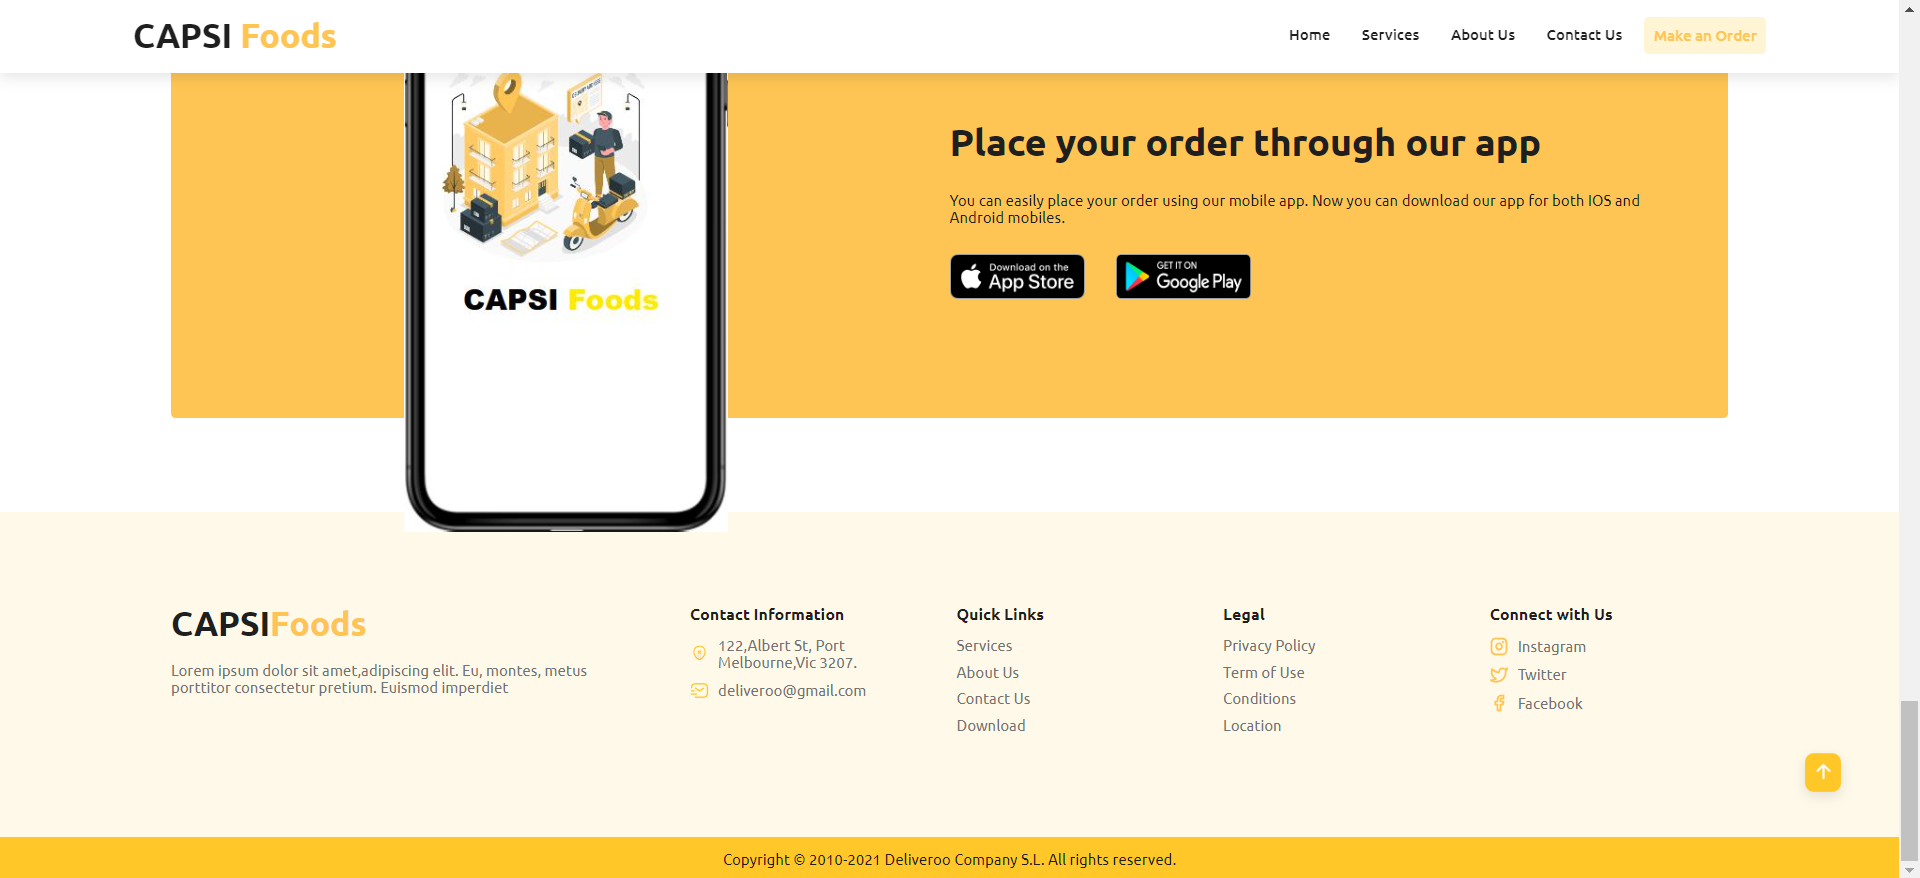 CAPSI Foods
Home
Services
About Us
Contact Us
Make an Order
CAPSI Foods
Place your order through our app
You can easily place your order using our mobile app. Now you can download our app for both IOS and
Android mobiles.
Download on the
App Store
GET IT ON
Google Play
CAPSIFoods
Lorem ipsum dolor sit amet,adipiscing elit. Eu, montes, metus
porttitor consectetur pretium. Euismod imperdiet
Contact Information
122,Albert St, Port
Melbourne,Vic 3207.
deliveroo@gmail.com
Quick Links
Services
About Us
Contact Us
Download
Legal
Privacy Policy
Term of Use
Conditions
Location
Connect with Us
Instagram
Twitter
Facebook
Copyright © 2010-2021 Deliveroo Company S.L. All rights reserved.